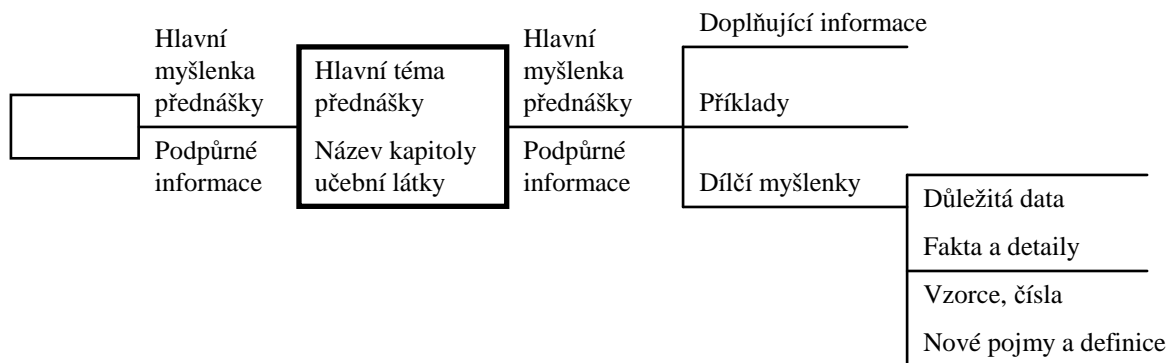 Hlavní
myšlenka
přednášky
Podpůrné
informace
Hlavní téma
přednášky
Název kapitoly
učební látky
Hlavní
myšlenka
přednášky
Podpůrné
informace
Doplňující informace
Příklady
Dílčí myšlenky
Důležitá data
Fakta a detaily
Vzorce, čísla
Nové pojmy a definice